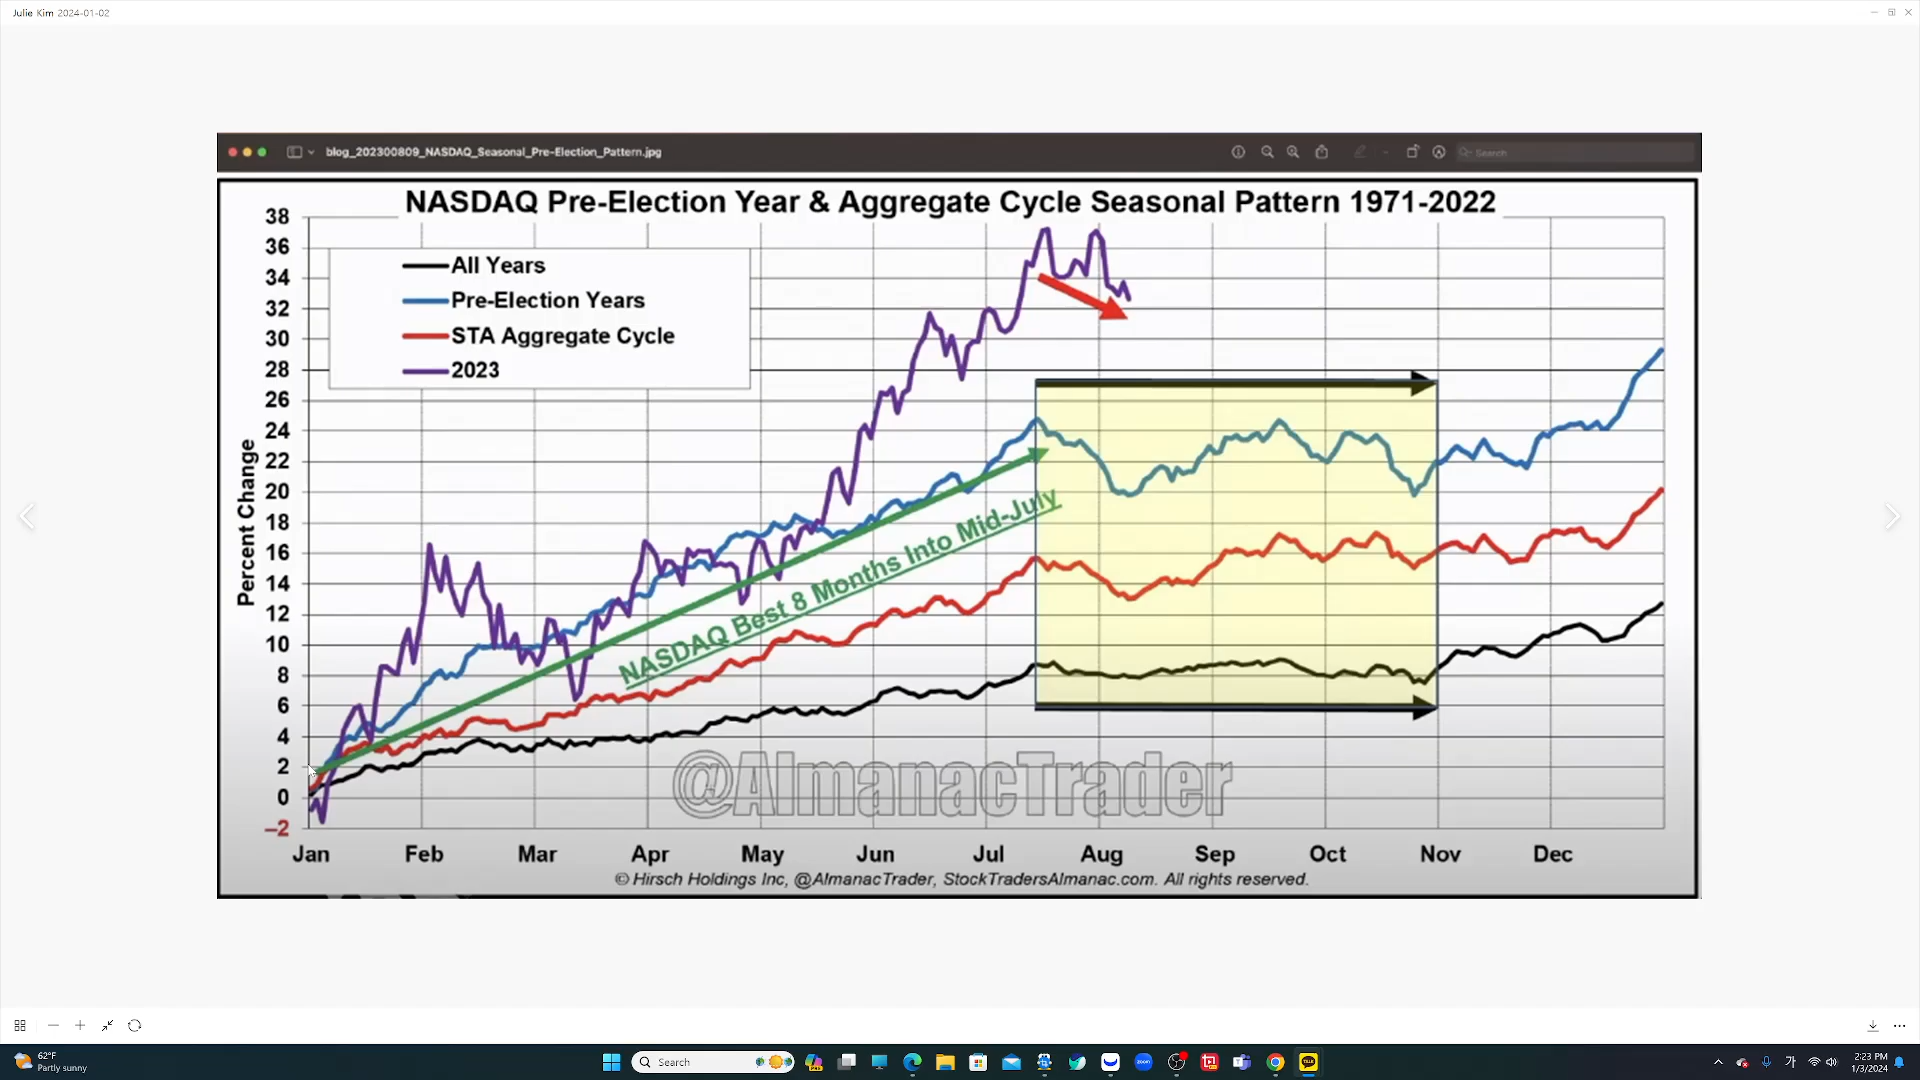 Julie Kim 2024-01-02
blog_202300809_NASDAQ_Seasonal_Pre-Election_Pattern.jpg
Search
NASDAQ Pre-Election Year & Aggregate Cycle Seasonal Pattern 1971-2022
38
36
34
32
30
28
26
24
22
20
18
16
14
12
10
8
6
4
2
0
–2
Percent Change
All Years
Pre-Election Years
STA Aggregate Cycle
2023
NASDAQ Best 8 Months Into Mid-July
@AlmanacTrader
Jan Feb Mar Apr May Jun Jul Aug Sep Oct Nov Dec
© Hirsch Holdings Inc, @AlmanacTrader, StockTradersAlmanac.com. All rights reserved.
62°F
Partly sunny
Search
zoom
TALK
가
2:23 PM
1/3/2024